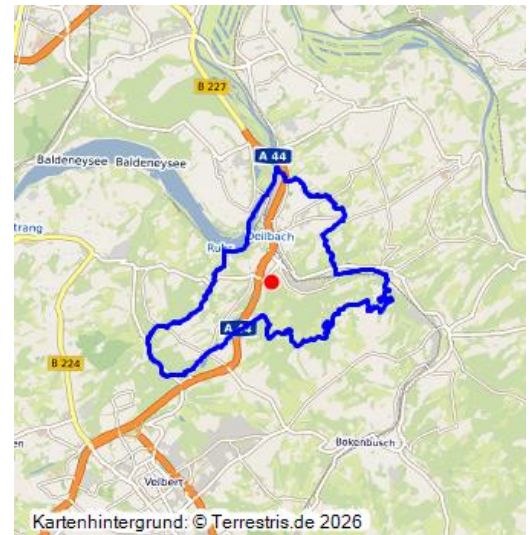 B 227
A 44
Baldeneysee Baldeneysee
Deilbach
Ruhr
trang
A 44
B 224
Bokenbusch
en
Velbert
Kartenhintergrund: © Terrestris.de 2026